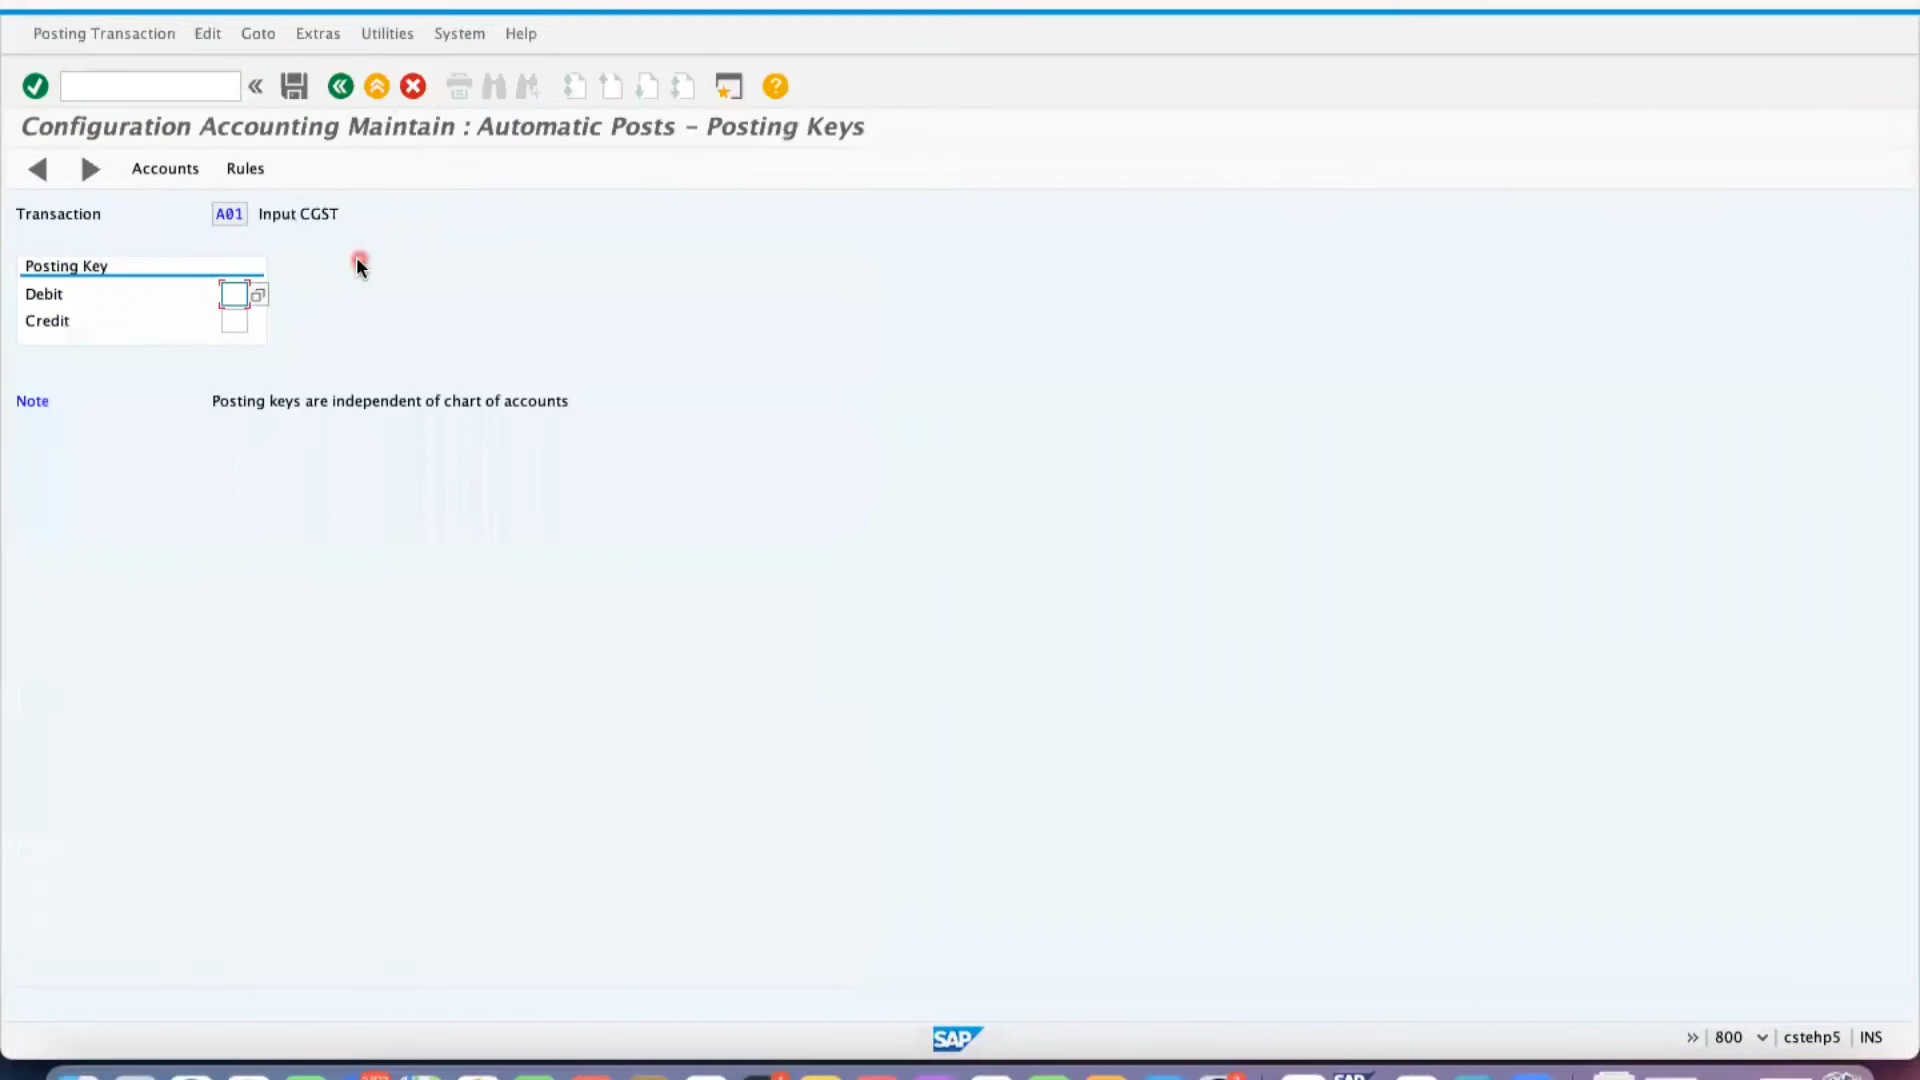 Posting Transaction Edit Goto Extras Utilities System Help
Configuration Accounting Maintain : Automatic Posts - Posting Keys
Accounts Rules
Transaction A01 Input CGST
Posting Key
Debit
Credit
Note Posting keys are independent of chart of accounts
SAP 800 cstehp5 INS
SAP